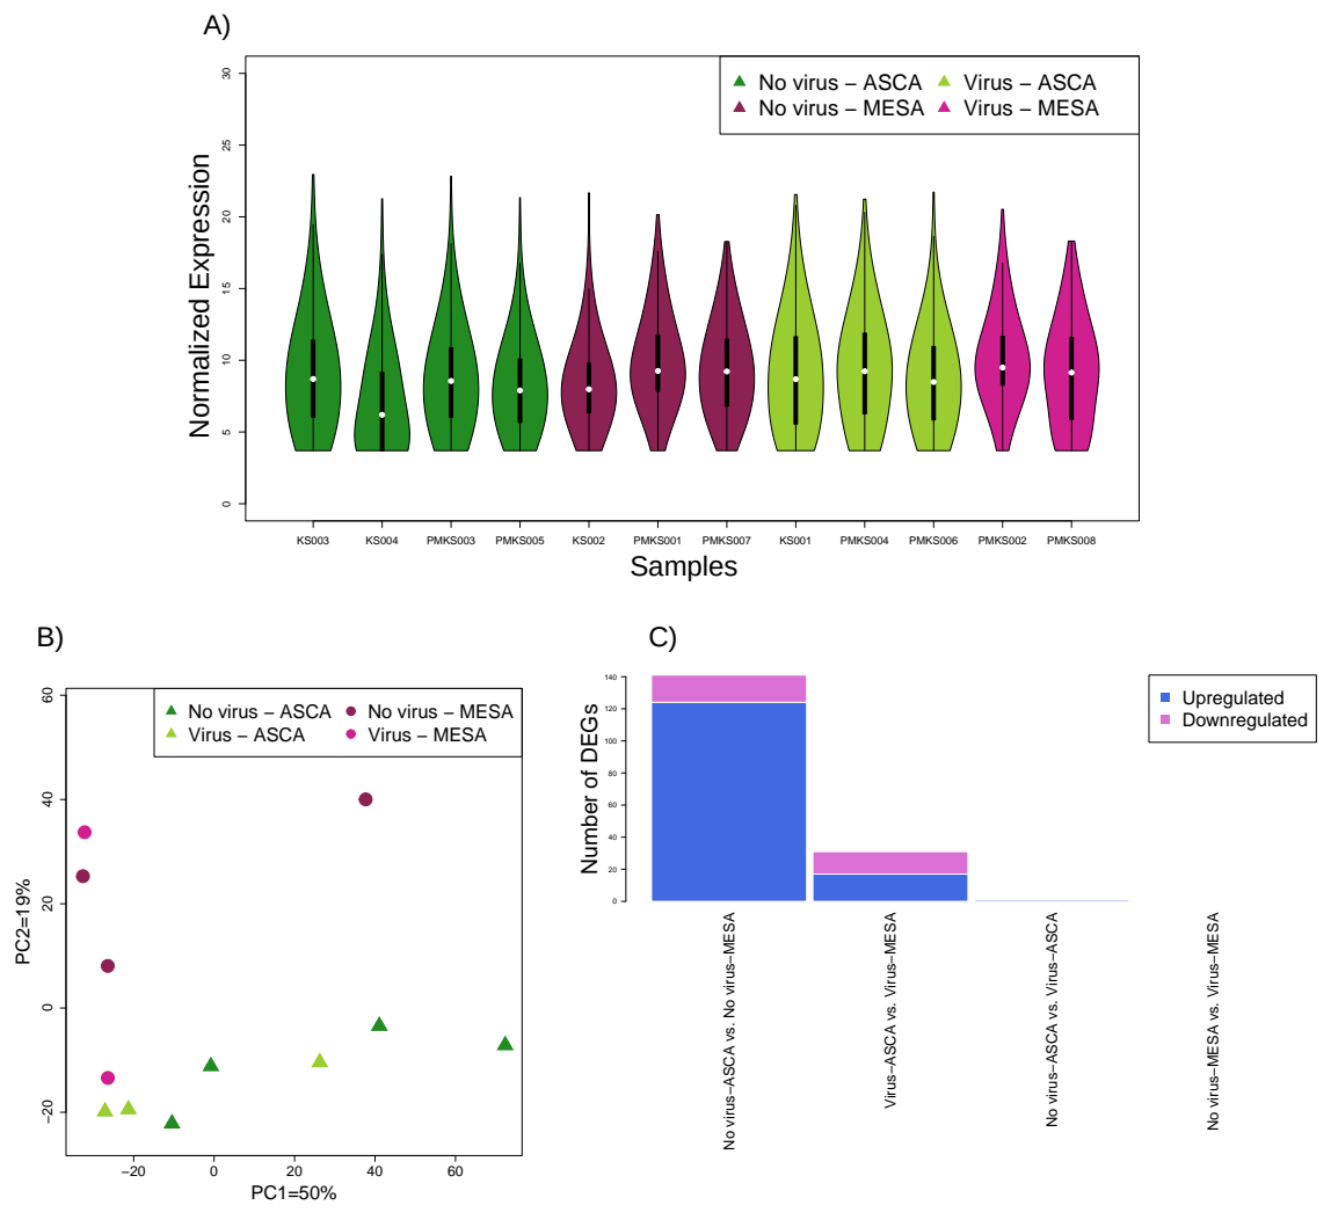 A)
No virus – ASCA Virus – ASCA
No virus – MESA Virus – MESA
Normalized Expression
30
25
20
15
10
5
0
KS003 KS004 PMKS003 PMKS005 KS002 PMKS001 PMKS007 KS001 PMKS004 PMKS006 PMKS002 PMKS008
Samples
B)
No virus – ASCA No virus – MESA
Virus – ASCA Virus – MESA
PC2=19%
60
40
20
0
−20
−20 0 20 40 60
PC1=50%
C)
Upregulated
Downregulated
Number of DEGs
140
120
100
80
60
40
20
0
No virus−ASCA vs. No virus−MESA
Virus−ASCA vs. Virus−MESA
No virus−ASCA vs. Virus−ASCA
No virus−MESA vs. Virus−MESA